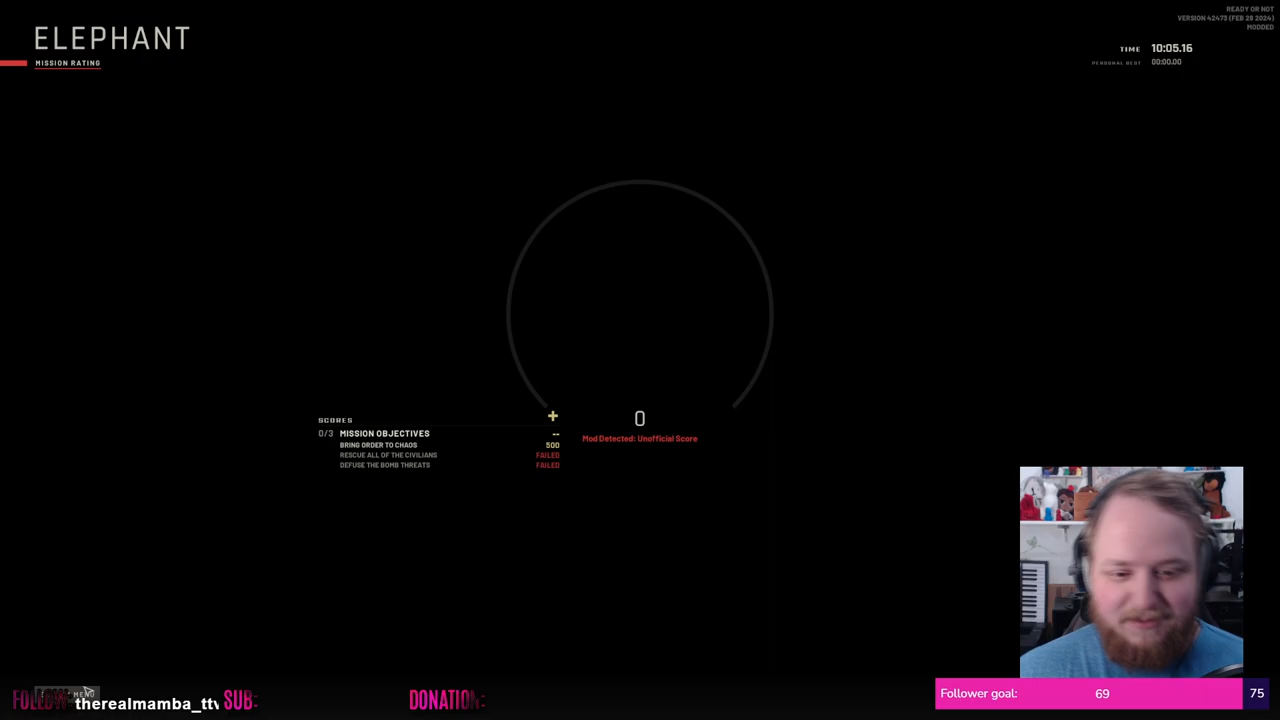 ELEPHANT
MISSION RATING
READY OR NOT
VERSION 42473 (FEB 28 2024)
MODDED
TIME 10:05.16
PERSONAL BEST 00:00.00
SCORES +
0/3 MISSION OBJECTIVES --
BRING ORDER TO CHAOS 500
RESCUE ALL OF THE CIVILIANS FAILED
DEFUSE THE BOMB THREATS FAILED
0
Mod Detected: Unofficial Score
therealmamba_ttv
SUB:
DONATION:
Follower goal: 69 75